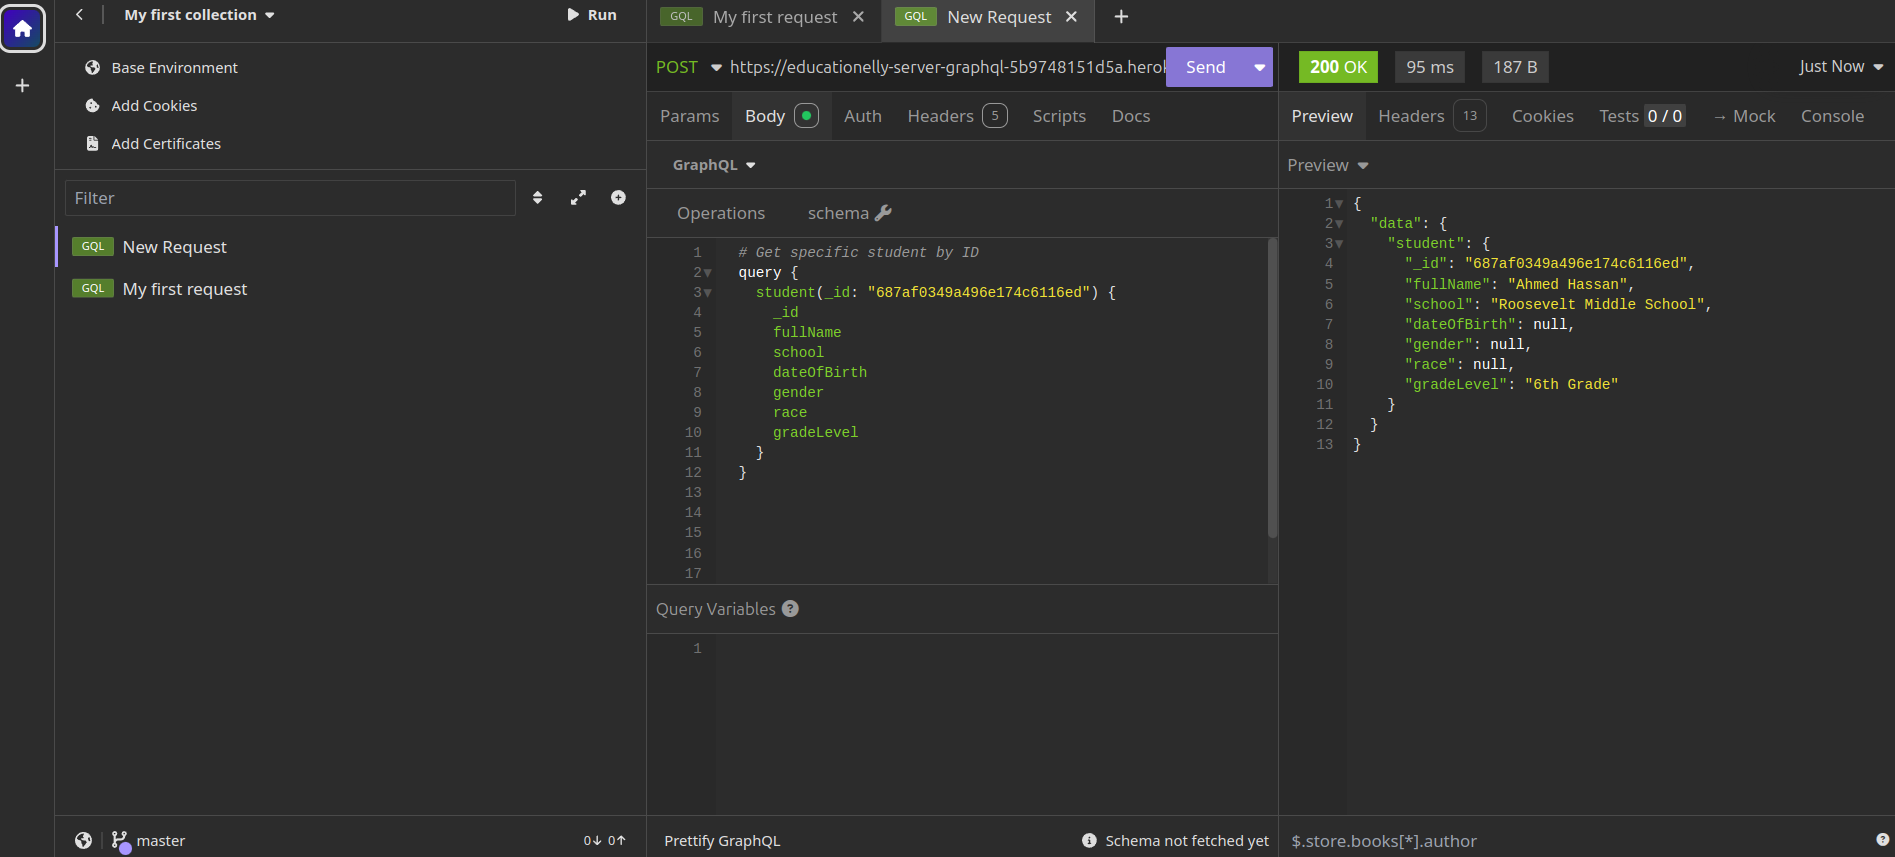 My first collection
Run
Base Environment
Add Cookies
Add Certificates
Filter
GQL New Request
GQL My first request
master
0↓ 0↑
GQL My first request
GQL New Request
POST https://educationelly-server-graphql-5b9748151d5a.herok
Send
Params Body Auth Headers 5 Scripts Docs
GraphQL
Operations schema
1 # Get specific student by ID
2 query {
3 student(_id: "687af0349a496e174c6116ed") {
4 _id
5 fullName
6 school
7 dateOfBirth
8 gender
9 race
10 gradeLevel
11 }
12 }
13
14
15
16
17
Query Variables ?
1
Prettify GraphQL
Schema not fetched yet
200 OK 95 ms 187 B
Just Now
Preview Headers 13 Cookies Tests 0 / 0 → Mock Console
Preview
1 {
2 "data": {
3 "student": {
4 "_id": "687af0349a496e174c6116ed",
5 "fullName": "Ahmed Hassan",
6 "school": "Roosevelt Middle School",
7 "dateOfBirth": null,
8 "gender": null,
9 "race": null,
10 "gradeLevel": "6th Grade"
11 }
12 }
13 }
$.store.books[*].author
?